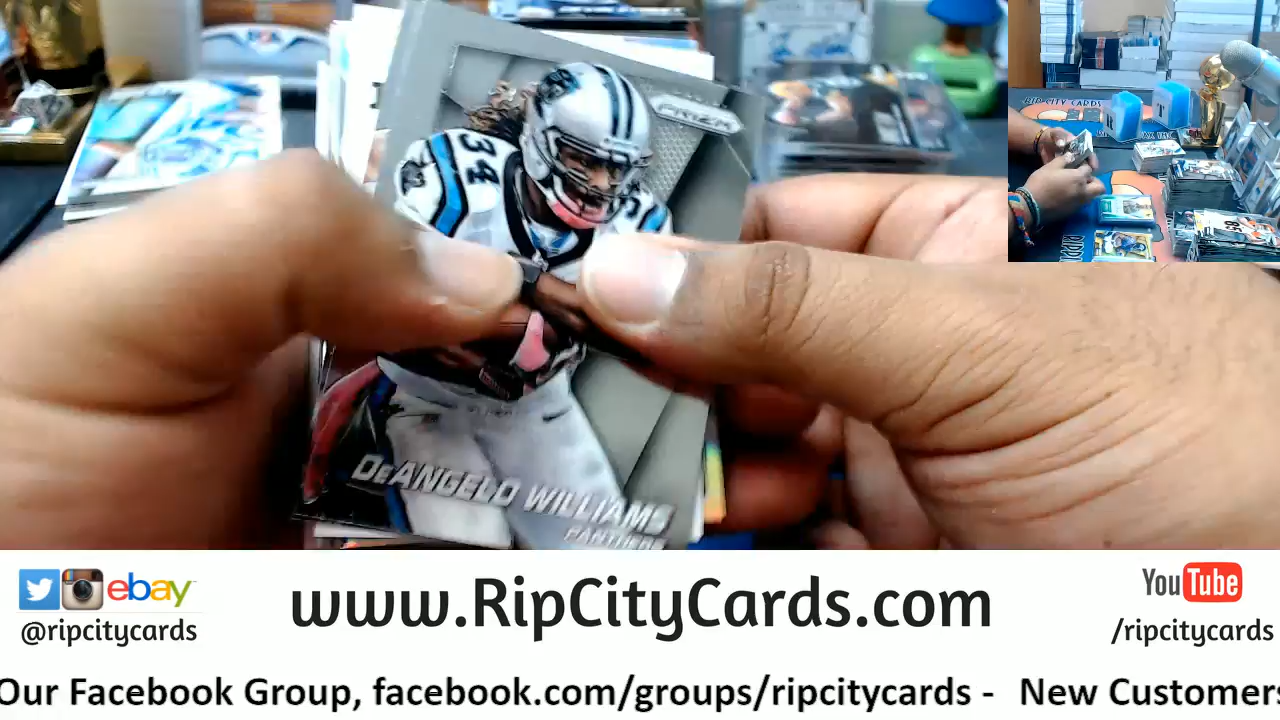 PRIZM
34
DeANGELO WILLIAMS
PANTHERS
RIP CITY CARDS
ebay
@ripcitycards
www.RipCityCards.com
YouTube
/ripcitycards
Our Facebook Group, facebook.com/groups/ripcitycards - New Customers